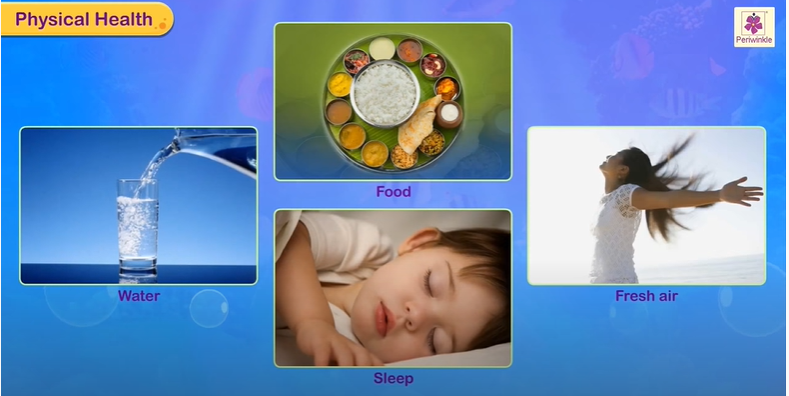 Physical Health
Periwinkle
Food
Water
Fresh air
Sleep